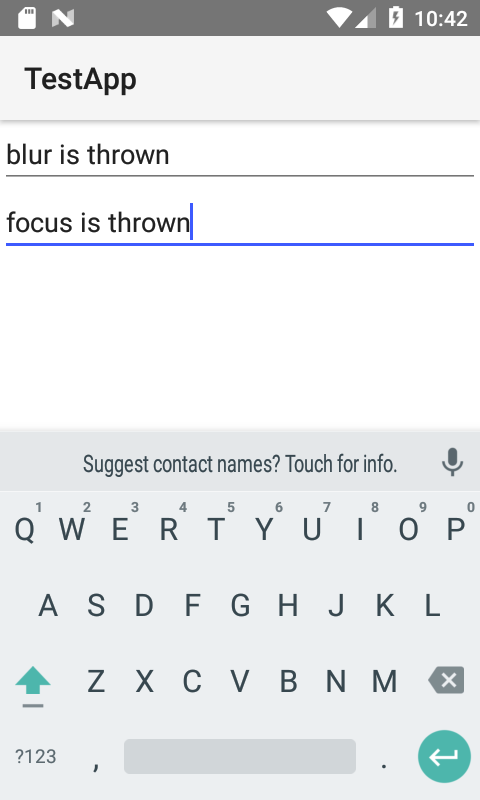 10:42
TestApp
blur is thrown
focus is thrown
Suggest contact names? Touch for info.
1 2 3 4 5 6 7 8 9 0
Q W E R T Y U I O P
A S D F G H J K L
Z X C V B N M
?123 , .